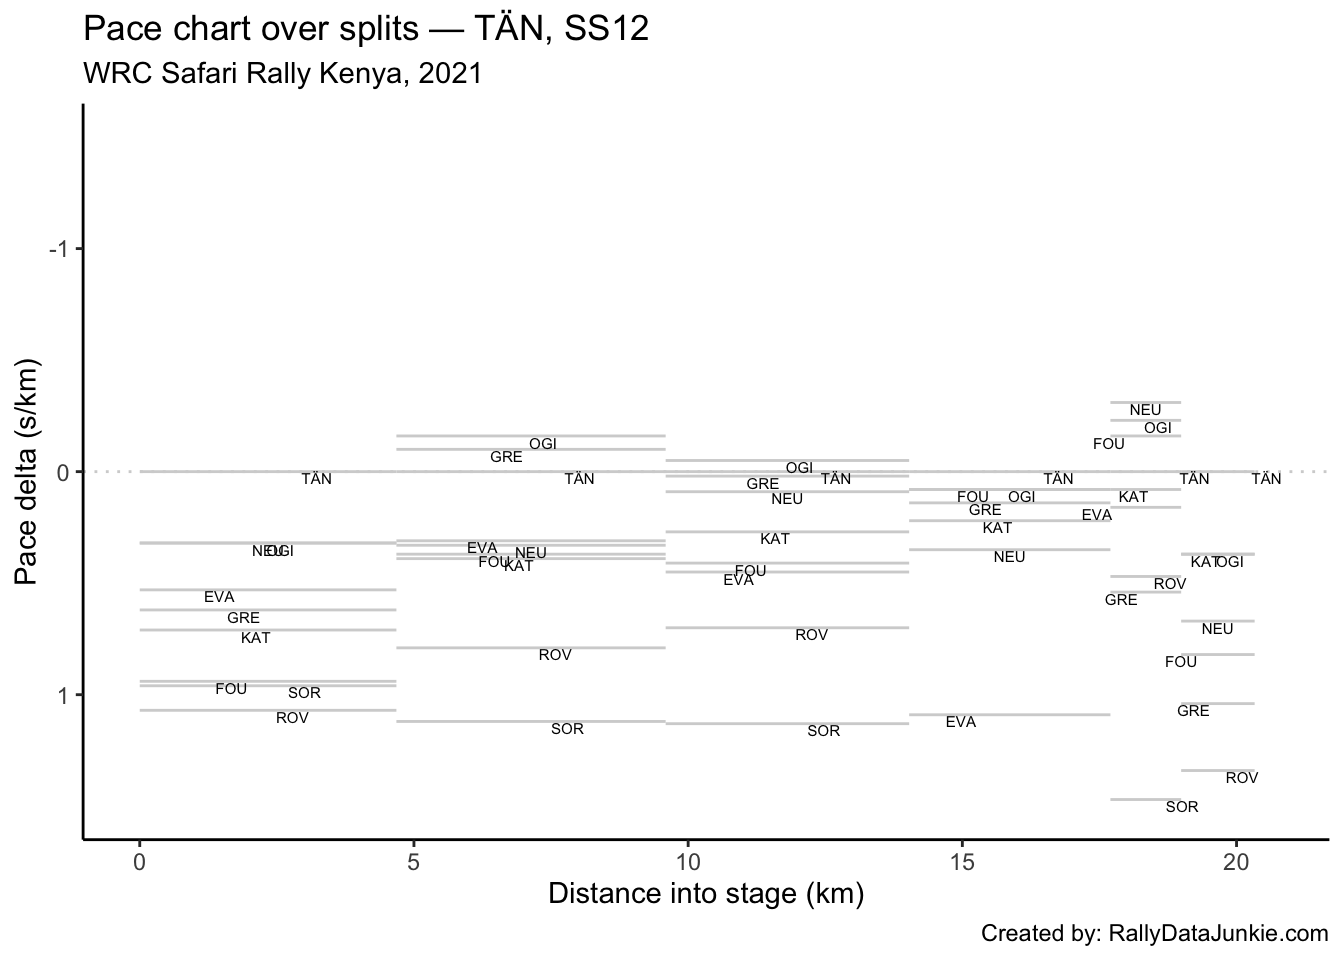 Pace chart over splits — TÄN, SS12
WRC Safari Rally Kenya, 2021
Pace delta (s/km)
-1
0
1
NEU
OGI
FOU
OGI
GRE
OGI
TÄN TÄN TÄN TÄN TÄN TÄN
GRE
NEU
FOU OGI KAT
GRE
EVA
KAT
KAT
NEU OGI
EVA
NEU
FOU
KAT
NEU
KAT OGI
FOU
EVA
ROV
EVA
GRE
GRE
KAT
ROV
ROV
NEU
FOU
FOU
SOR
GRE
ROV
SOR
SOR
EVA
ROV
SOR
0 5 10 15 20
Distance into stage (km)
Created by: RallyDataJunkie.com